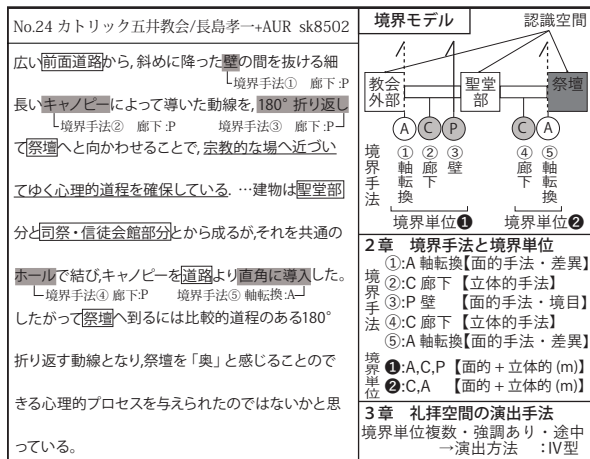 No.24 カトリック五井教会/長島孝一+AUR sk8502
広い前面道路から,斜めに降った壁の間を抜ける細
境界手法① 廊下:P
長いキャノピーによって導いた動線を,180°折り返し
境界手法② 廊下:P 境界手法③ 廊下:P
て祭壇へと向かわせることで,宗教的な場へ近づい
てゆく心理的道程を確保している. …建物は聖堂部
分と司祭・信徒会館部分とから成るが,それを共通の
ホールで結び,キャノピーを道路より直角に導入した。
境界手法④ 廊下:P 境界手法⑤ 軸転換:A
したがって祭壇へ到るには比較的道程のある180°
折り返す動線となり,祭壇を「奥」と感じることので
きる心理的プロセスを与えられたのではないかと思
っている。
境界モデル
認識空間
教会外部
聖堂部
祭壇
A C P C A
境界手法
①軸転換
②廊下
③壁
④廊下
⑤軸転換
境界単位❶ 境界単位❷
2章 境界手法と境界単位
境界手法
①:A 軸転換【面的手法・差異】
②:C 廊下【立体的手法】
③:P 壁 【面的手法・境目】
④:C 廊下【立体的手法】
⑤:A 軸転換【面的手法・差異】
境界単位
❶:A,C,P 【面的+立体的(m)】
❷:C,A 【面的+立体的(m)】
3章 礼拝空間の演出手法
境界単位複数・強調あり・途中
→演出方法 :Ⅳ型